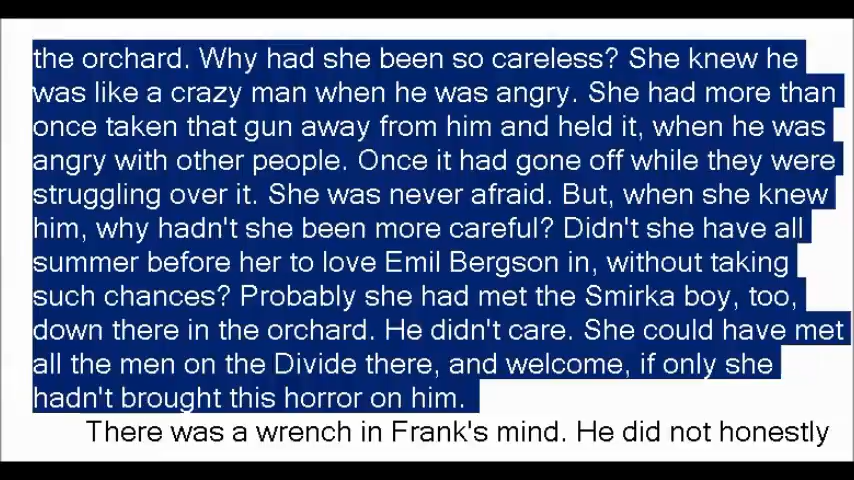 the orchard. Why had she been so careless? She knew he
was like a crazy man when he was angry. She had more than
once taken that gun away from him and held it, when he was
angry with other people. Once it had gone off while they were
struggling over it. She was never afraid. But, when she knew
him, why hadn't she been more careful? Didn't she have all
summer before her to love Emil Bergson in, without taking
such chances? Probably she had met the Smirka boy, too,
down there in the orchard. He didn't care. She could have met
all the men on the Divide there, and welcome, if only she
hadn't brought this horror on him.
There was a wrench in Frank's mind. He did not honestly